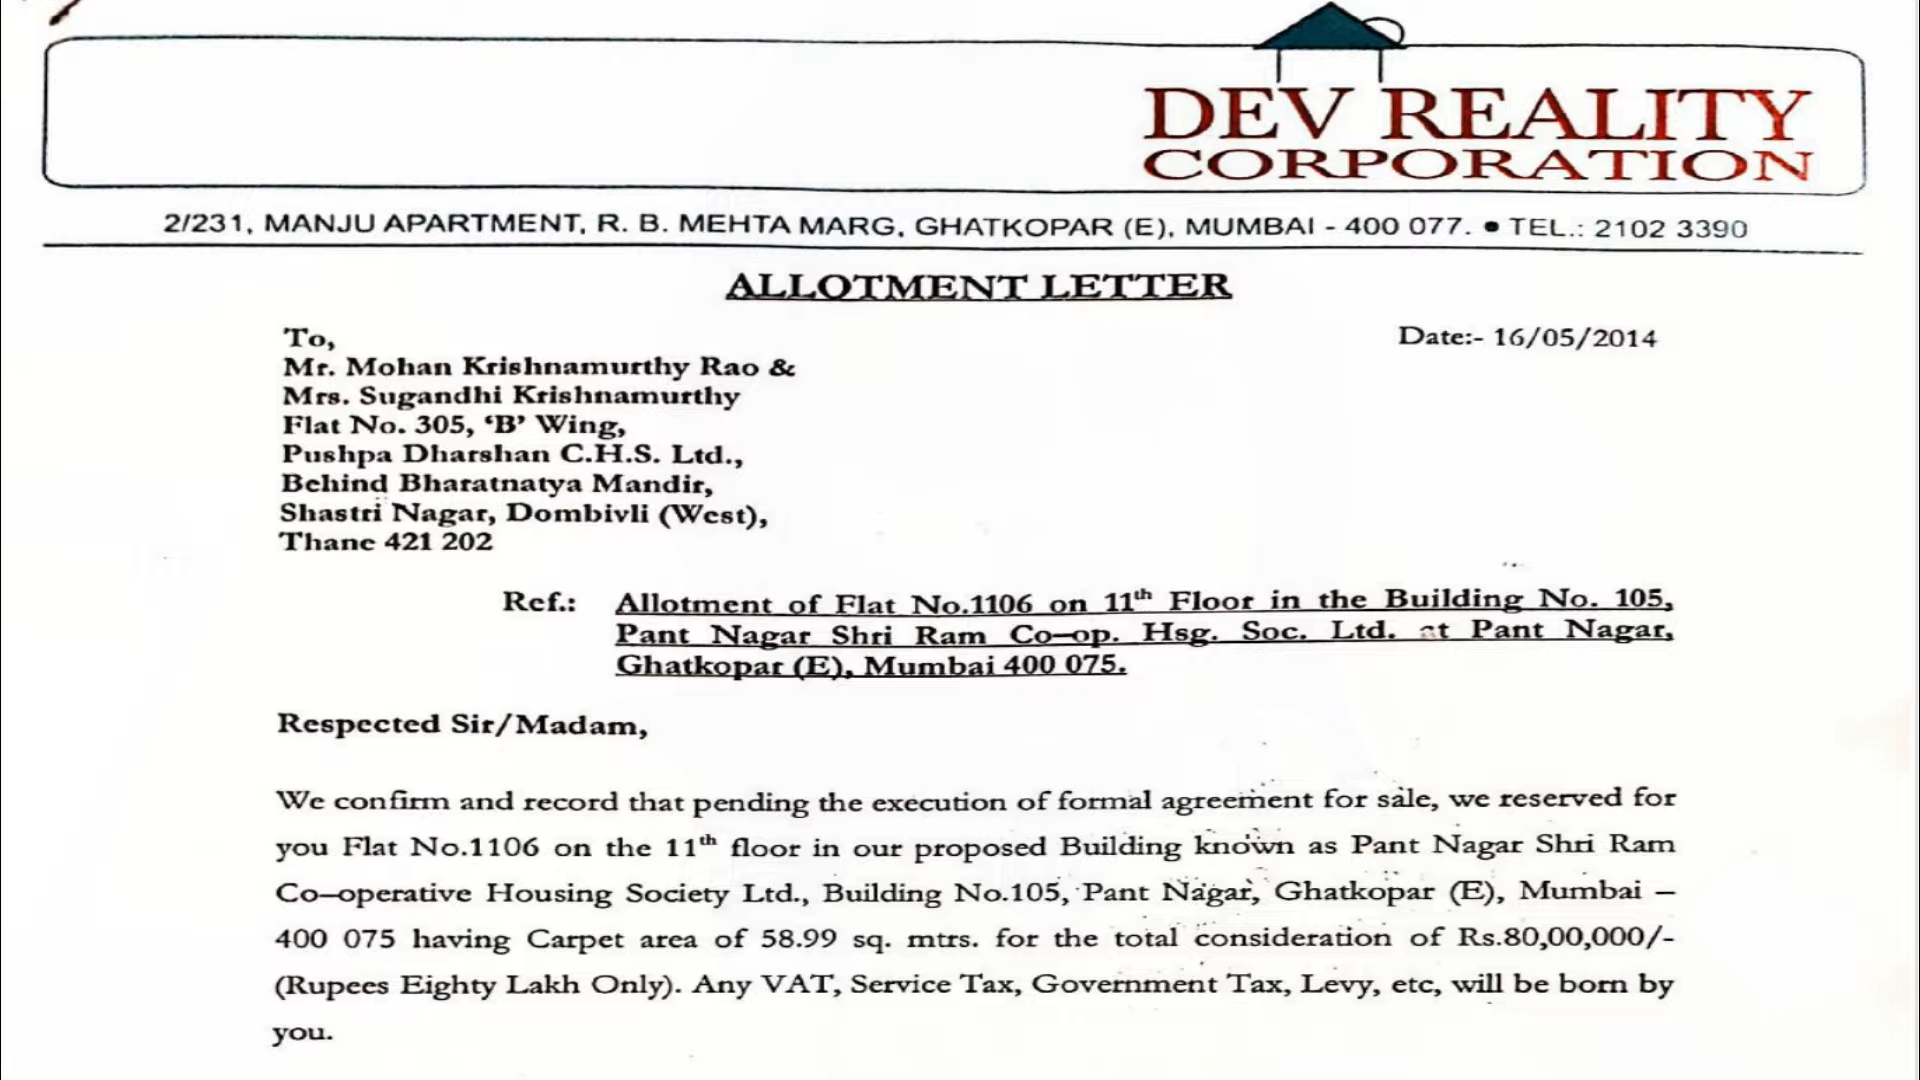 DEV REALITY
CORPORATION
2/231, MANJU APARTMENT, R. B. MEHTA MARG, GHATKOPAR (E), MUMBAI - 400 077. ● TEL.: 2102 3390
ALLOTMENT LETTER
To,
Date:- 16/05/2014
Mr. Mohan Krishnamurthy Rao &
Mrs. Sugandhi Krishnamurthy
Flat No. 305, ‘B’ Wing,
Pushpa Dharshan C.H.S. Ltd.,
Behind Bharatnatya Mandir,
Shastri Nagar, Dombivli (West),
Thane 421 202
Ref.: Allotment of Flat No.1106 on 11th Floor in the Building No. 105,
Pant Nagar Shri Ram Co-op. Hsg. Soc. Ltd. at Pant Nagar,
Ghatkopar (E), Mumbai 400 075.
Respected Sir/Madam,
We confirm and record that pending the execution of formal agreement for sale, we reserved for
you Flat No.1106 on the 11th floor in our proposed Building known as Pant Nagar Shri Ram
Co-operative Housing Society Ltd., Building No.105, Pant Nagar, Ghatkopar (E), Mumbai –
400 075 having Carpet area of 58.99 sq. mtrs. for the total consideration of Rs.80,00,000/-
(Rupees Eighty Lakh Only). Any VAT, Service Tax, Government Tax, Levy, etc, will be born by
you.